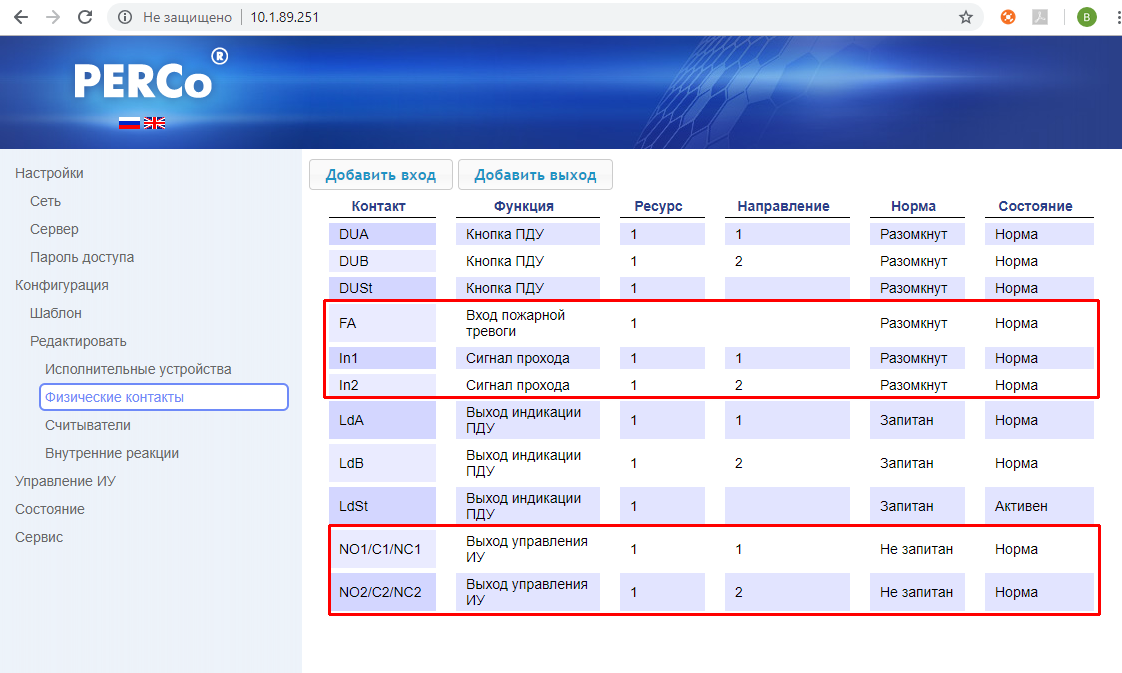 Не защищено 10.1.89.251
B
PERCo®
Настройки
Сеть
Сервер
Пароль доступа
Конфигурация
Шаблон
Редактировать
Исполнительные устройства
Физические контакты
Считыватели
Внутренние реакции
Управление ИУ
Состояние
Сервис
Добавить вход Добавить выход
Контакт Функция Ресурс Направление Норма Состояние
DUA Кнопка ПДУ 1 1 Разомкнут Норма
DUB Кнопка ПДУ 1 2 Разомкнут Норма
DUSt Кнопка ПДУ 1 Разомкнут Норма
FA Вход пожарной
тревоги 1 Разомкнут Норма
In1 Сигнал прохода 1 1 Разомкнут Норма
In2 Сигнал прохода 1 2 Разомкнут Норма
LdA Выход индикации
ПДУ 1 1 Запитан Норма
LdB Выход индикации
ПДУ 1 2 Запитан Норма
LdSt Выход индикации
ПДУ 1 Запитан Активен
NO1/C1/NC1 Выход управления
ИУ 1 1 Не запитан Норма
NO2/C2/NC2 Выход управления
ИУ 1 2 Не запитан Норма